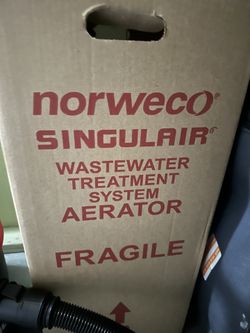 norweco®
SINGULAIR®
WASTEWATER
TREATMENT
SYSTEM
AERATOR
FRAGILE